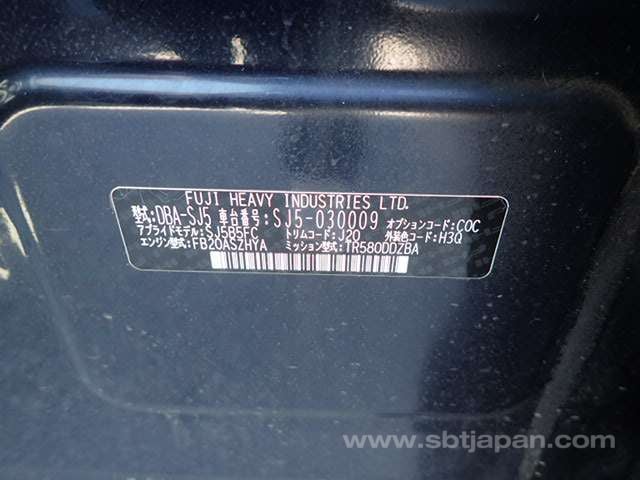 FUJI HEAVY INDUSTRIES LTD.
型式:DBA-SJ5 車台番号:SJ5-030009 オプションコード:C0C
アプライドモデル:SJ5B5FC トリムコード:J20 外装色コード:H3Q
エンジン型式:FB20ASZHYA ミッション型式:TR580DDZBA
www.sbtjapan.com